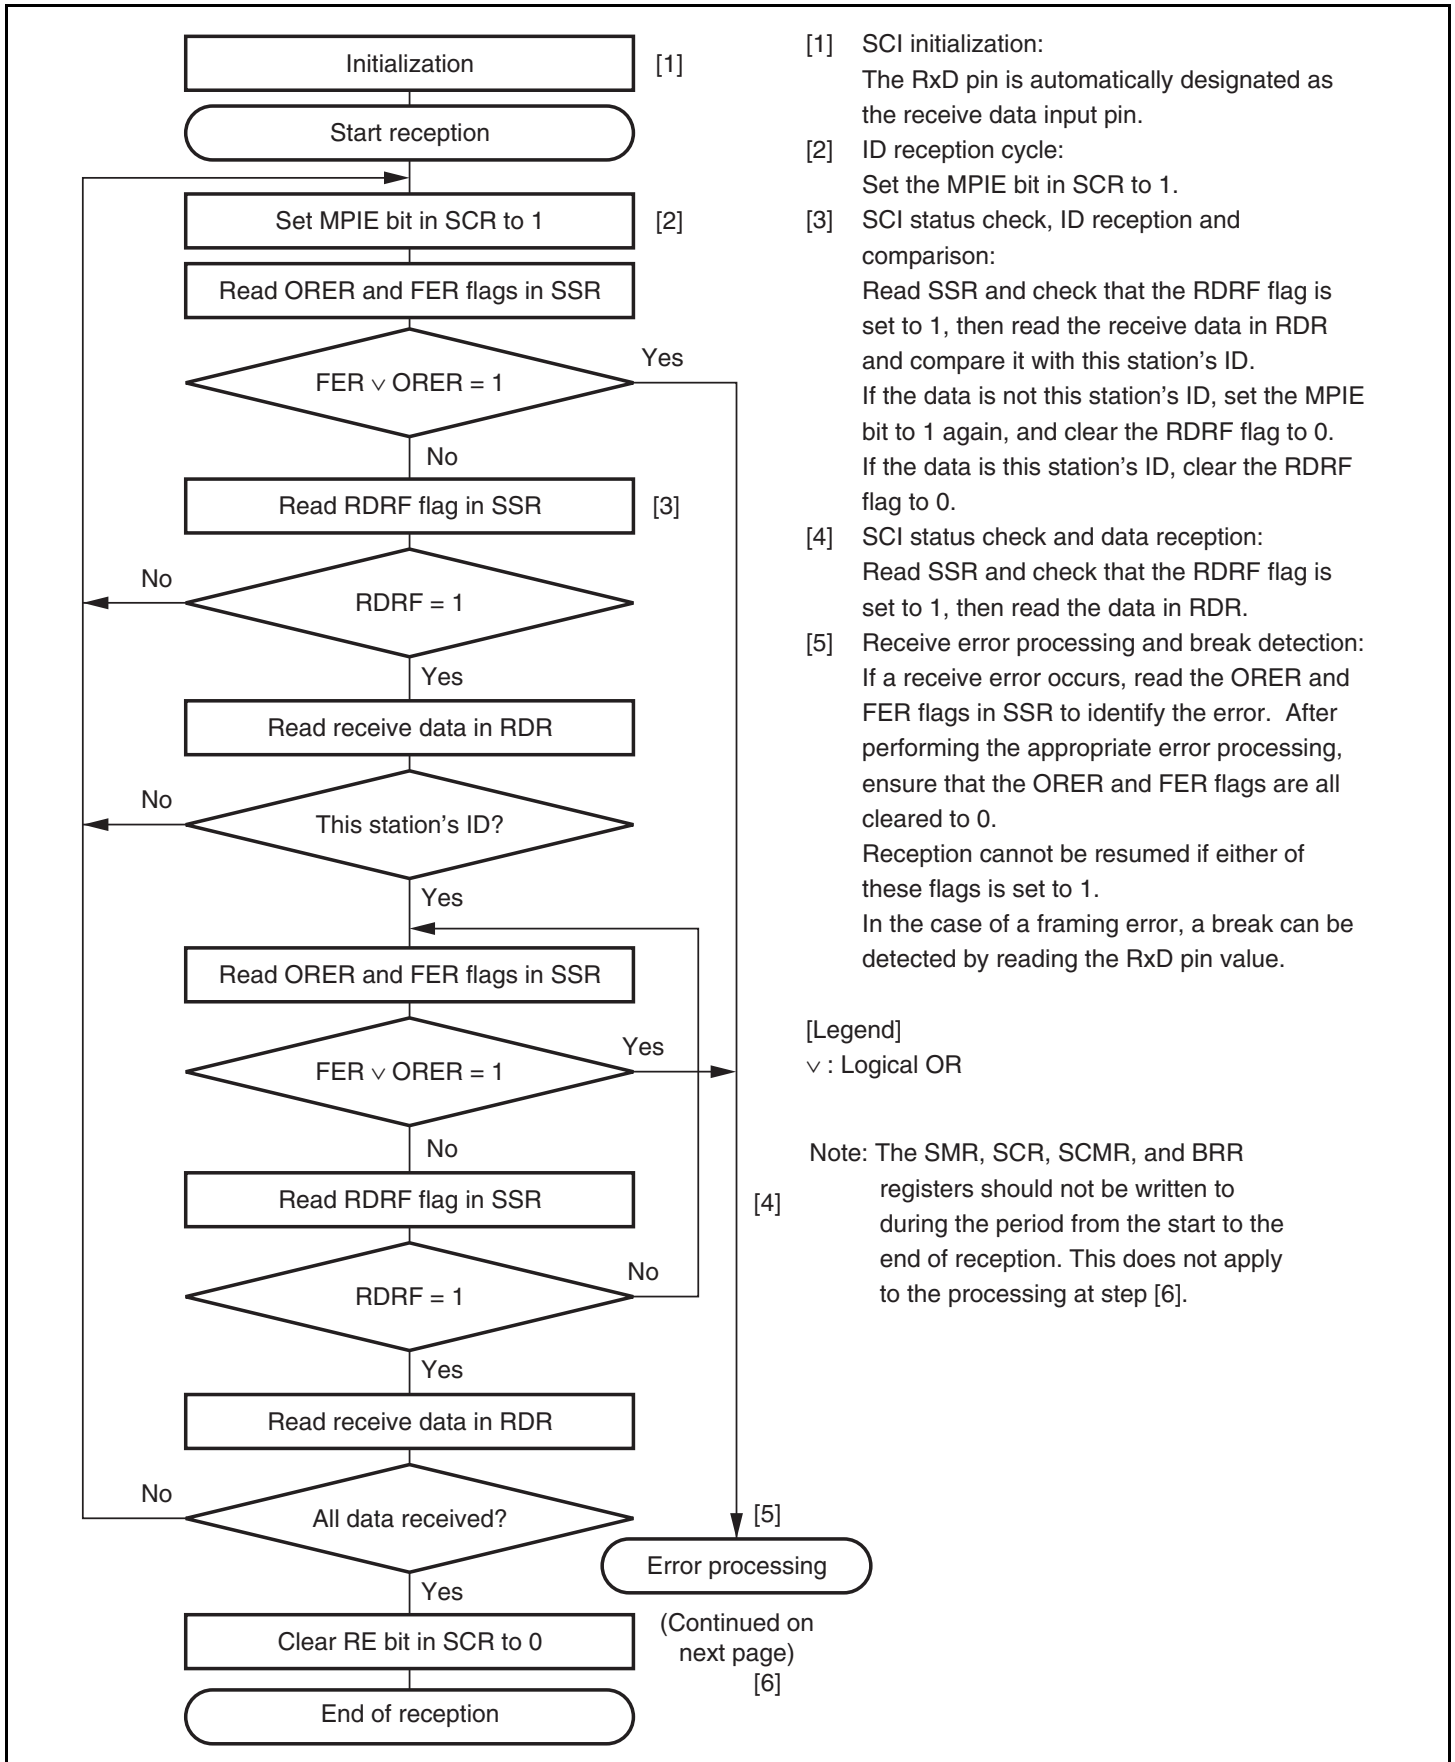 Initialization
[1]
Start reception
Set MPIE bit in SCR to 1
[2]
Read ORER and FER flags in SSR
FER ∨ ORER = 1
Yes
No
Read RDRF flag in SSR
[3]
No
RDRF = 1
Yes
Read receive data in RDR
No
This station's ID?
Yes
Read ORER and FER flags in SSR
FER ∨ ORER = 1
Yes
No
Read RDRF flag in SSR
[4]
RDRF = 1
No
Yes
Read receive data in RDR
No
All data received?
[5]
Error processing
Yes
(Continued on
next page)
Clear RE bit in SCR to 0
[6]
End of reception
[1] SCI initialization:
The RxD pin is automatically designated as
the receive data input pin.
[2] ID reception cycle:
Set the MPIE bit in SCR to 1.
[3] SCI status check, ID reception and
comparison:
Read SSR and check that the RDRF flag is
set to 1, then read the receive data in RDR
and compare it with this station's ID.
If the data is not this station's ID, set the MPIE
bit to 1 again, and clear the RDRF flag to 0.
If the data is this station's ID, clear the RDRF
flag to 0.
[4] SCI status check and data reception:
Read SSR and check that the RDRF flag is
set to 1, then read the data in RDR.
[5] Receive error processing and break detection:
If a receive error occurs, read the ORER and
FER flags in SSR to identify the error. After
performing the appropriate error processing,
ensure that the ORER and FER flags are all
cleared to 0.
Reception cannot be resumed if either of
these flags is set to 1.
In the case of a framing error, a break can be
detected by reading the RxD pin value.
[Legend]
∨ : Logical OR
Note: The SMR, SCR, SCMR, and BRR
registers should not be written to
during the period from the start to the
end of reception. This does not apply
to the processing at step [6].